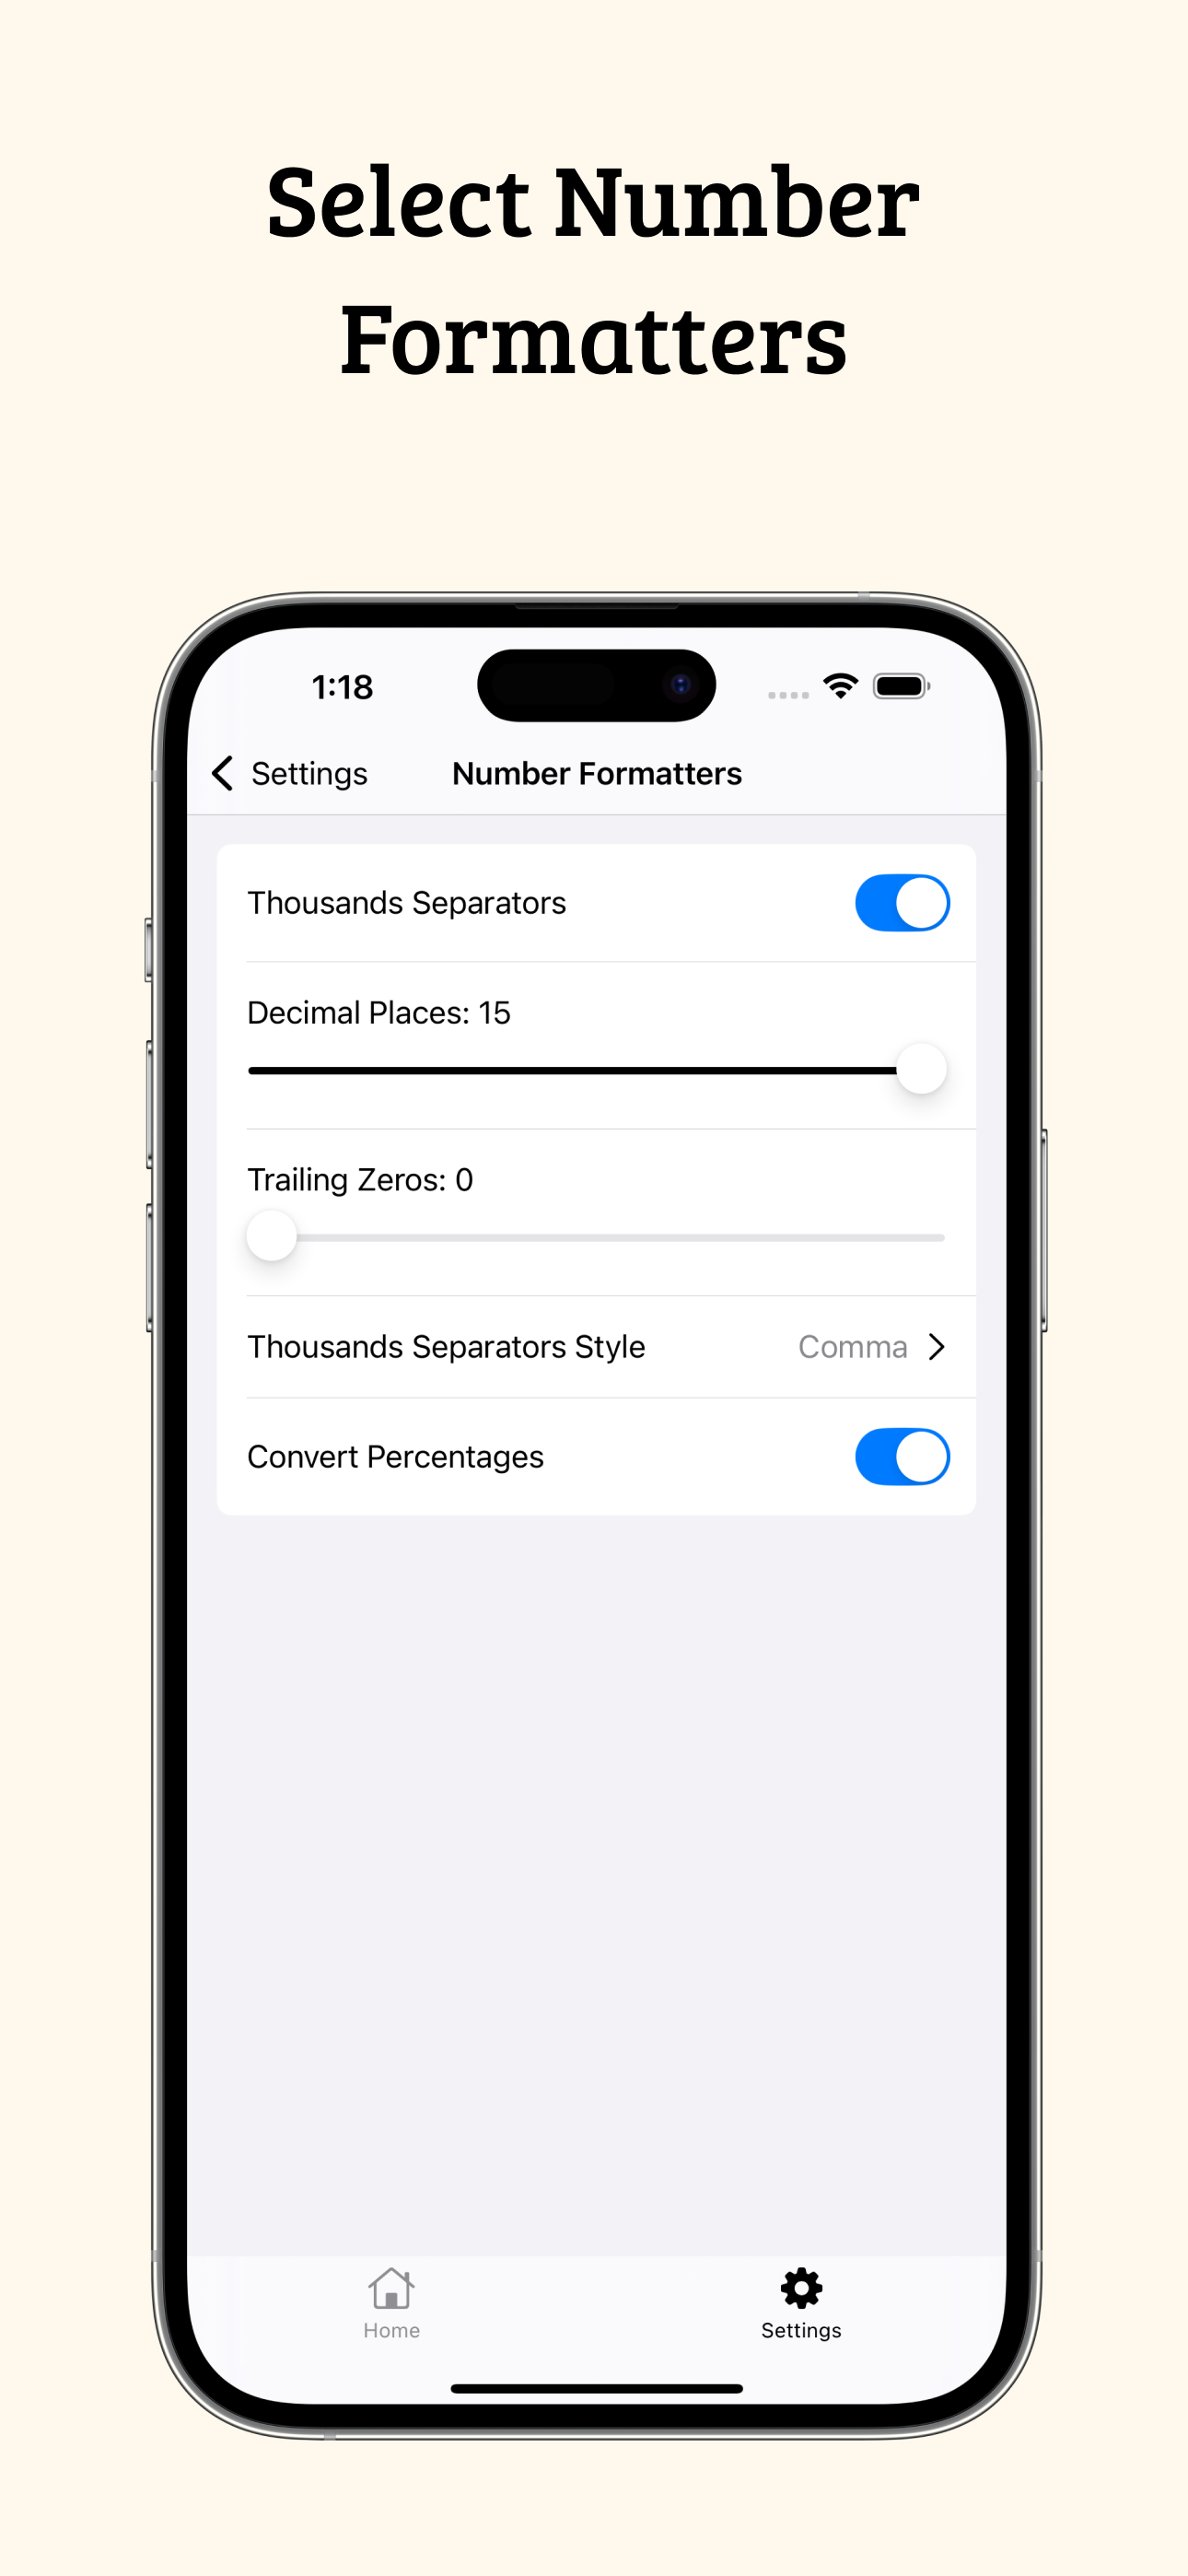 Select Number
Formatters
1:18
Settings
Number Formatters
Thousands Separators
Decimal Places: 15
Trailing Zeros: 0
Thousands Separators Style
Comma
Convert Percentages
Home
Settings